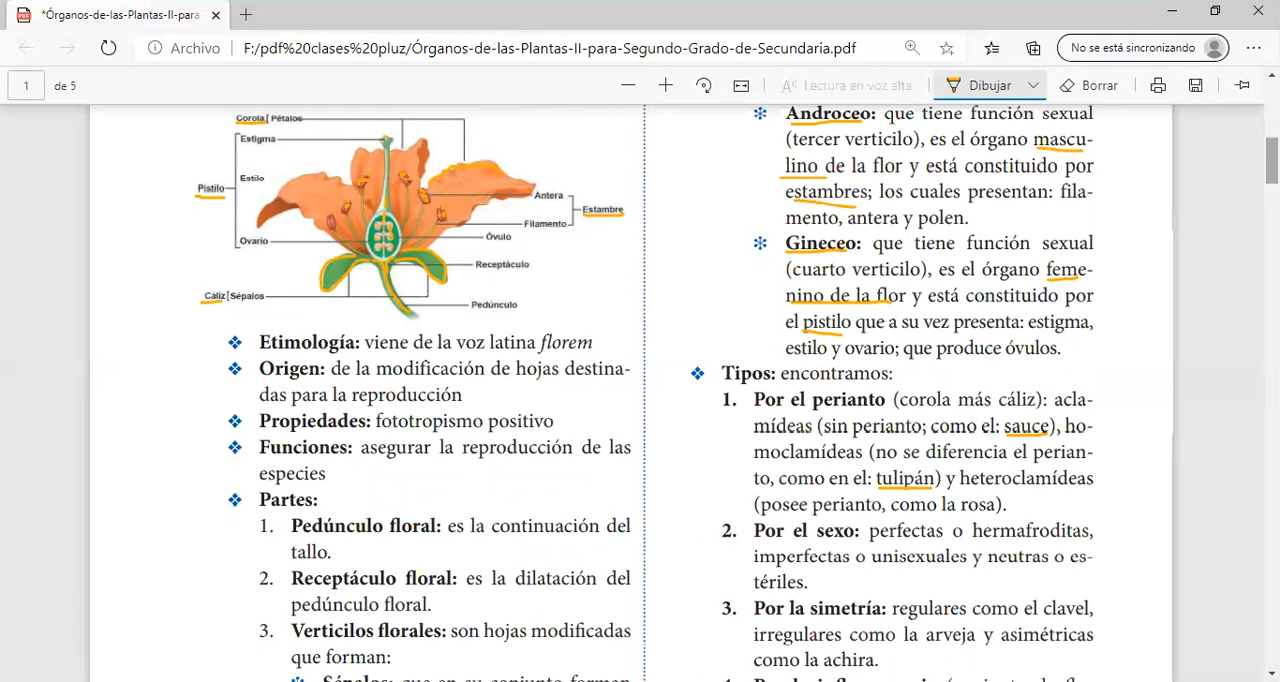 *Órganos-de-las-Plantas-II-para-
Archivo
F:/pdf%20clases%20pluz/Órganos-de-las-Plantas-II-para-Segundo-Grado-de-Secundaria.pdf
No se está sincronizando
1 de 5
Lectura en voz alta
Dibujar
Borrar
Corola Pétalos
Estigma
Estilo
Pistilo
Antera
Estambre
Filamento
Ovario
Óvulo
Receptáculo
Cáliz Sépalos
Pedúnculo
Etimología: viene de la voz latina florem
Origen: de la modificación de hojas destina-
das para la reproducción
Propiedades: fototropismo positivo
Funciones: asegurar la reproducción de las
especies
Partes:
1. Pedúnculo floral: es la continuación del
tallo.
2. Receptáculo floral: es la dilatación del
pedúnculo floral.
3. Verticilos florales: son hojas modificadas
que forman:
Sépalos: que en su conjunto forman
Androceo: que tiene función sexual
(tercer verticilo), es el órgano mascu-
lino de la flor y está constituido por
estambres; los cuales presentan: fila-
mento, antera y polen.
Gineceo: que tiene función sexual
(cuarto verticilo), es el órgano feme-
nino de la flor y está constituido por
el pistilo que a su vez presenta: estigma,
estilo y ovario; que produce óvulos.
Tipos: encontramos:
1. Por el perianto (corola más cáliz): acla-
mídeas (sin perianto; como el: sauce), ho-
moclamídeas (no se diferencia el perian-
to, como en el: tulipán) y heteroclamídeas
(posee perianto, como la rosa).
2. Por el sexo: perfectas o hermafroditas,
imperfectas o unisexuales y neutras o es-
tériles.
3. Por la simetría: regulares como el clavel,
irregulares como la arveja y asimétricas
como la achira.